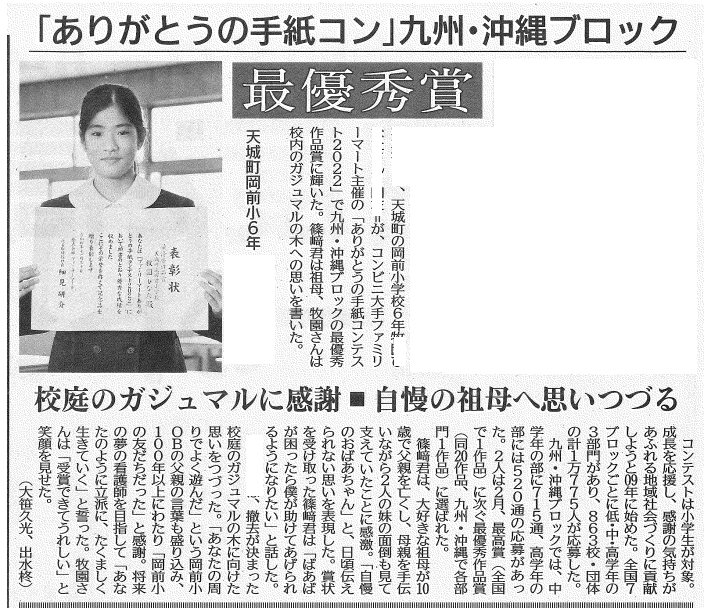 「ありがとうの手紙コン」九州・沖縄ブロック
最優秀賞
天城町岡前小6年
、天城町の岡前小学校6年
が、コンビニ大手ファミリ
ーマート主催の「ありがとうの手紙コンテス
ト2022」で九州・沖縄ブロックの最優秀
作品賞に輝いた。篠﨑君は祖母、牧園さんは
校内のガジュマルの木への思いを書いた。
表彰状
細見研介
校庭のガジュマルに感謝■自慢の祖母へ思いつづる
コンテストは小学生が対象。
成長を応援し、感謝の気持ちが
あふれる地域社会づくりに貢献
しようと09年に始めた。全国7
ブロックごとに低・中・高学年の
3部門があり、863校・団体
の計1万775人が応募した。
九州・沖縄ブロックでは、中
学年の部に715通、高学年の
部には520通の応募があっ
た。2人は2月、最高賞（全国
で1作品）に次ぐ最優秀作品賞
（同20作品、九州・沖縄で各部
門1作品）に選ばれた。
篠﨑君は、大好きな祖母が10
歳で父親を亡くし、母親を手伝
いながら2人の妹の面倒も見て
支えていたことに感激。「自慢
のおばあちゃん」と、日頃伝え
られない思いを表現した。賞状
を受け取った篠﨑君は「ばあば
が困ったら僕が助けてあげられ
るようになりたい」と話した。
、撤去が決まった
校庭のガジュマルの木に向けた
思いをつづった。「あなたの周
りでよく遊んだ」という岡前小
OBの父親の言葉も盛り込み、
100年以上にわたり「岡前小
の友だちだった」と感謝。将来
の夢の看護師を目指して「あな
たのように立派に、たくましく
生きていく」と誓った。牧園さ
んは「受賞できてうれしい」と
笑顔を見せた。
（大笹久光、出水柊）